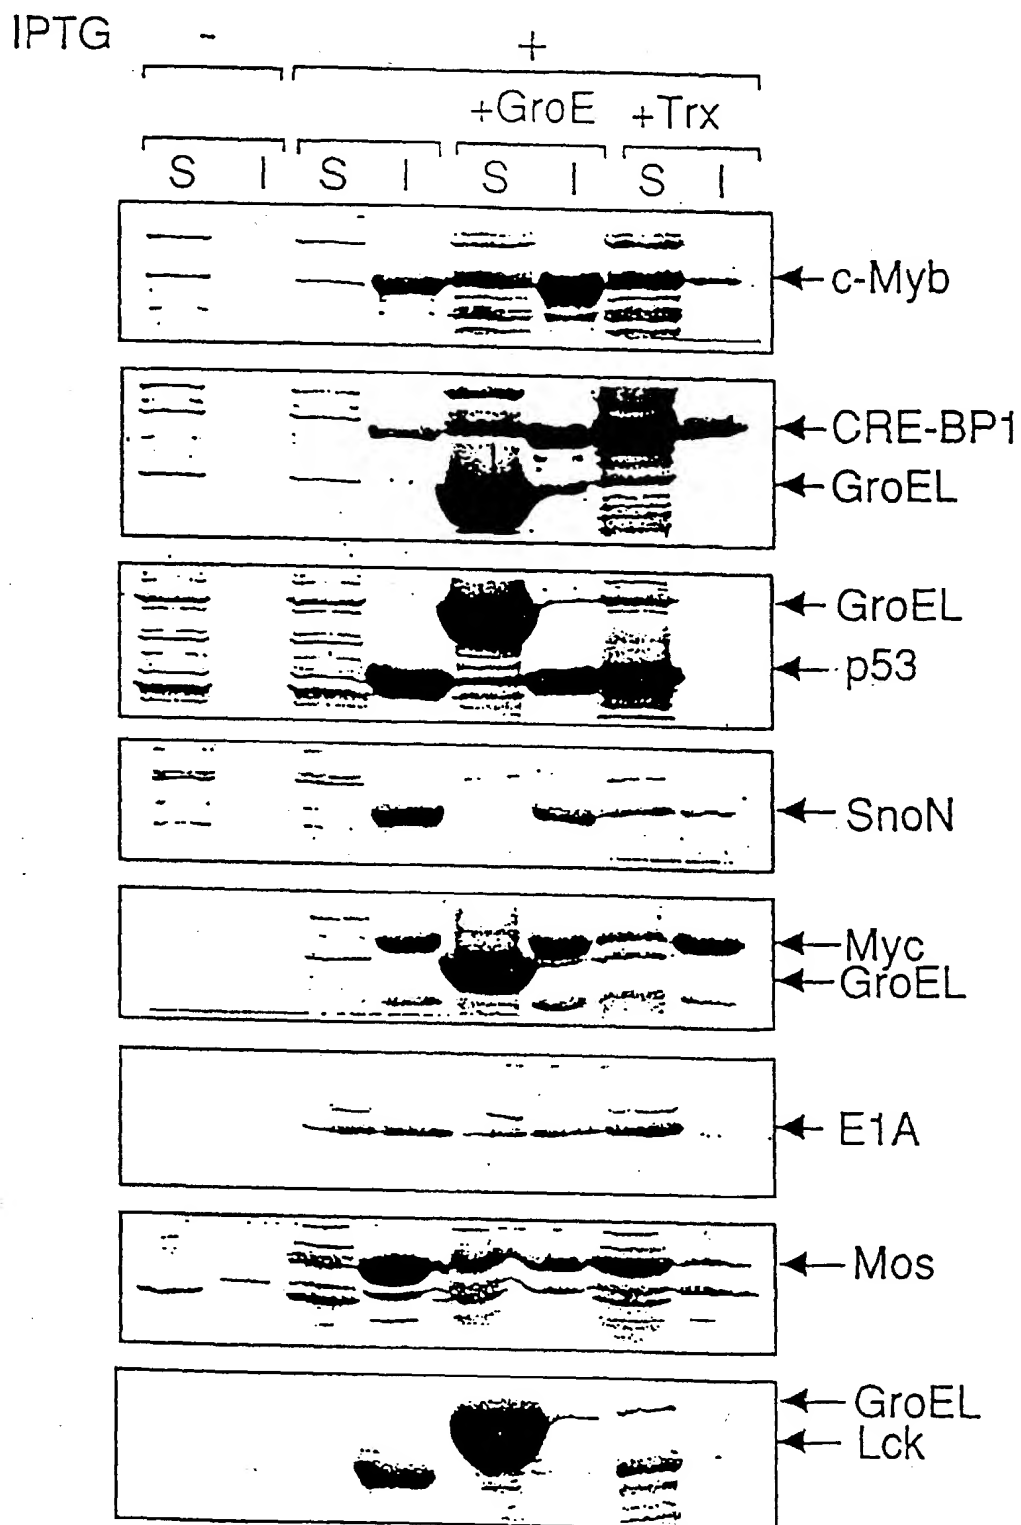 IPTG - +
+GroE +Trx
S I S I S I S I
c-Myb
CRE-BP1
GroEL
GroEL
p53
SnoN
Myc
GroEL
E1A
Mos
GroEL
Lck